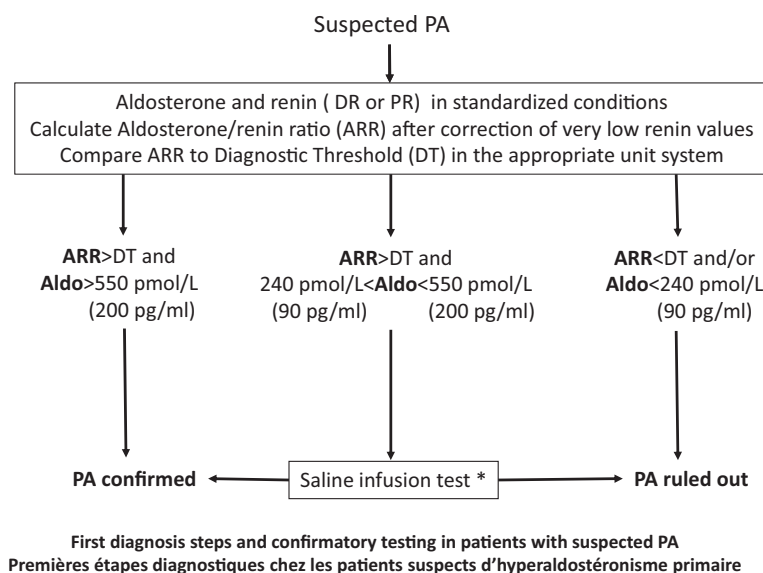 Suspected PA
Aldosterone and renin ( DR or PR) in standardized conditions
Calculate Aldosterone/renin ratio (ARR) after correction of very low renin values
Compare ARR to Diagnostic Threshold (DT) in the appropriate unit system
ARR>DT and
Aldo>550 pmol/L
(200 pg/ml)
ARR>DT and
240 pmol/L<Aldo<550 pmol/L
(90 pg/ml) (200 pg/ml)
ARR<DT and/or
Aldo<240 pmol/L
(90 pg/ml)
PA confirmed
Saline infusion test *
PA ruled out
First diagnosis steps and confirmatory testing in patients with suspected PA
Premières étapes diagnostiques chez les patients suspects d'hyperaldostéronisme primaire